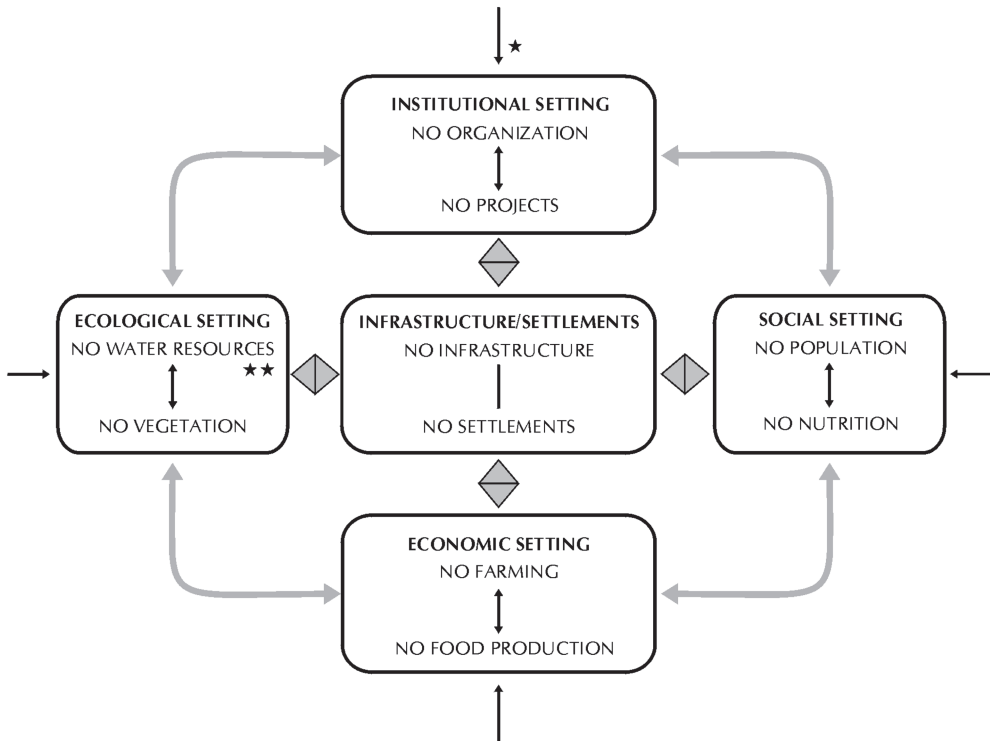 ★
INSTITUTIONAL SETTING
NO ORGANIZATION
NO PROJECTS
ECOLOGICAL SETTING
NO WATER RESOURCES
★★
NO VEGETATION
INFRASTRUCTURE/SETTLEMENTS
NO INFRASTRUCTURE
NO SETTLEMENTS
SOCIAL SETTING
NO POPULATION
NO NUTRITION
ECONOMIC SETTING
NO FARMING
NO FOOD PRODUCTION